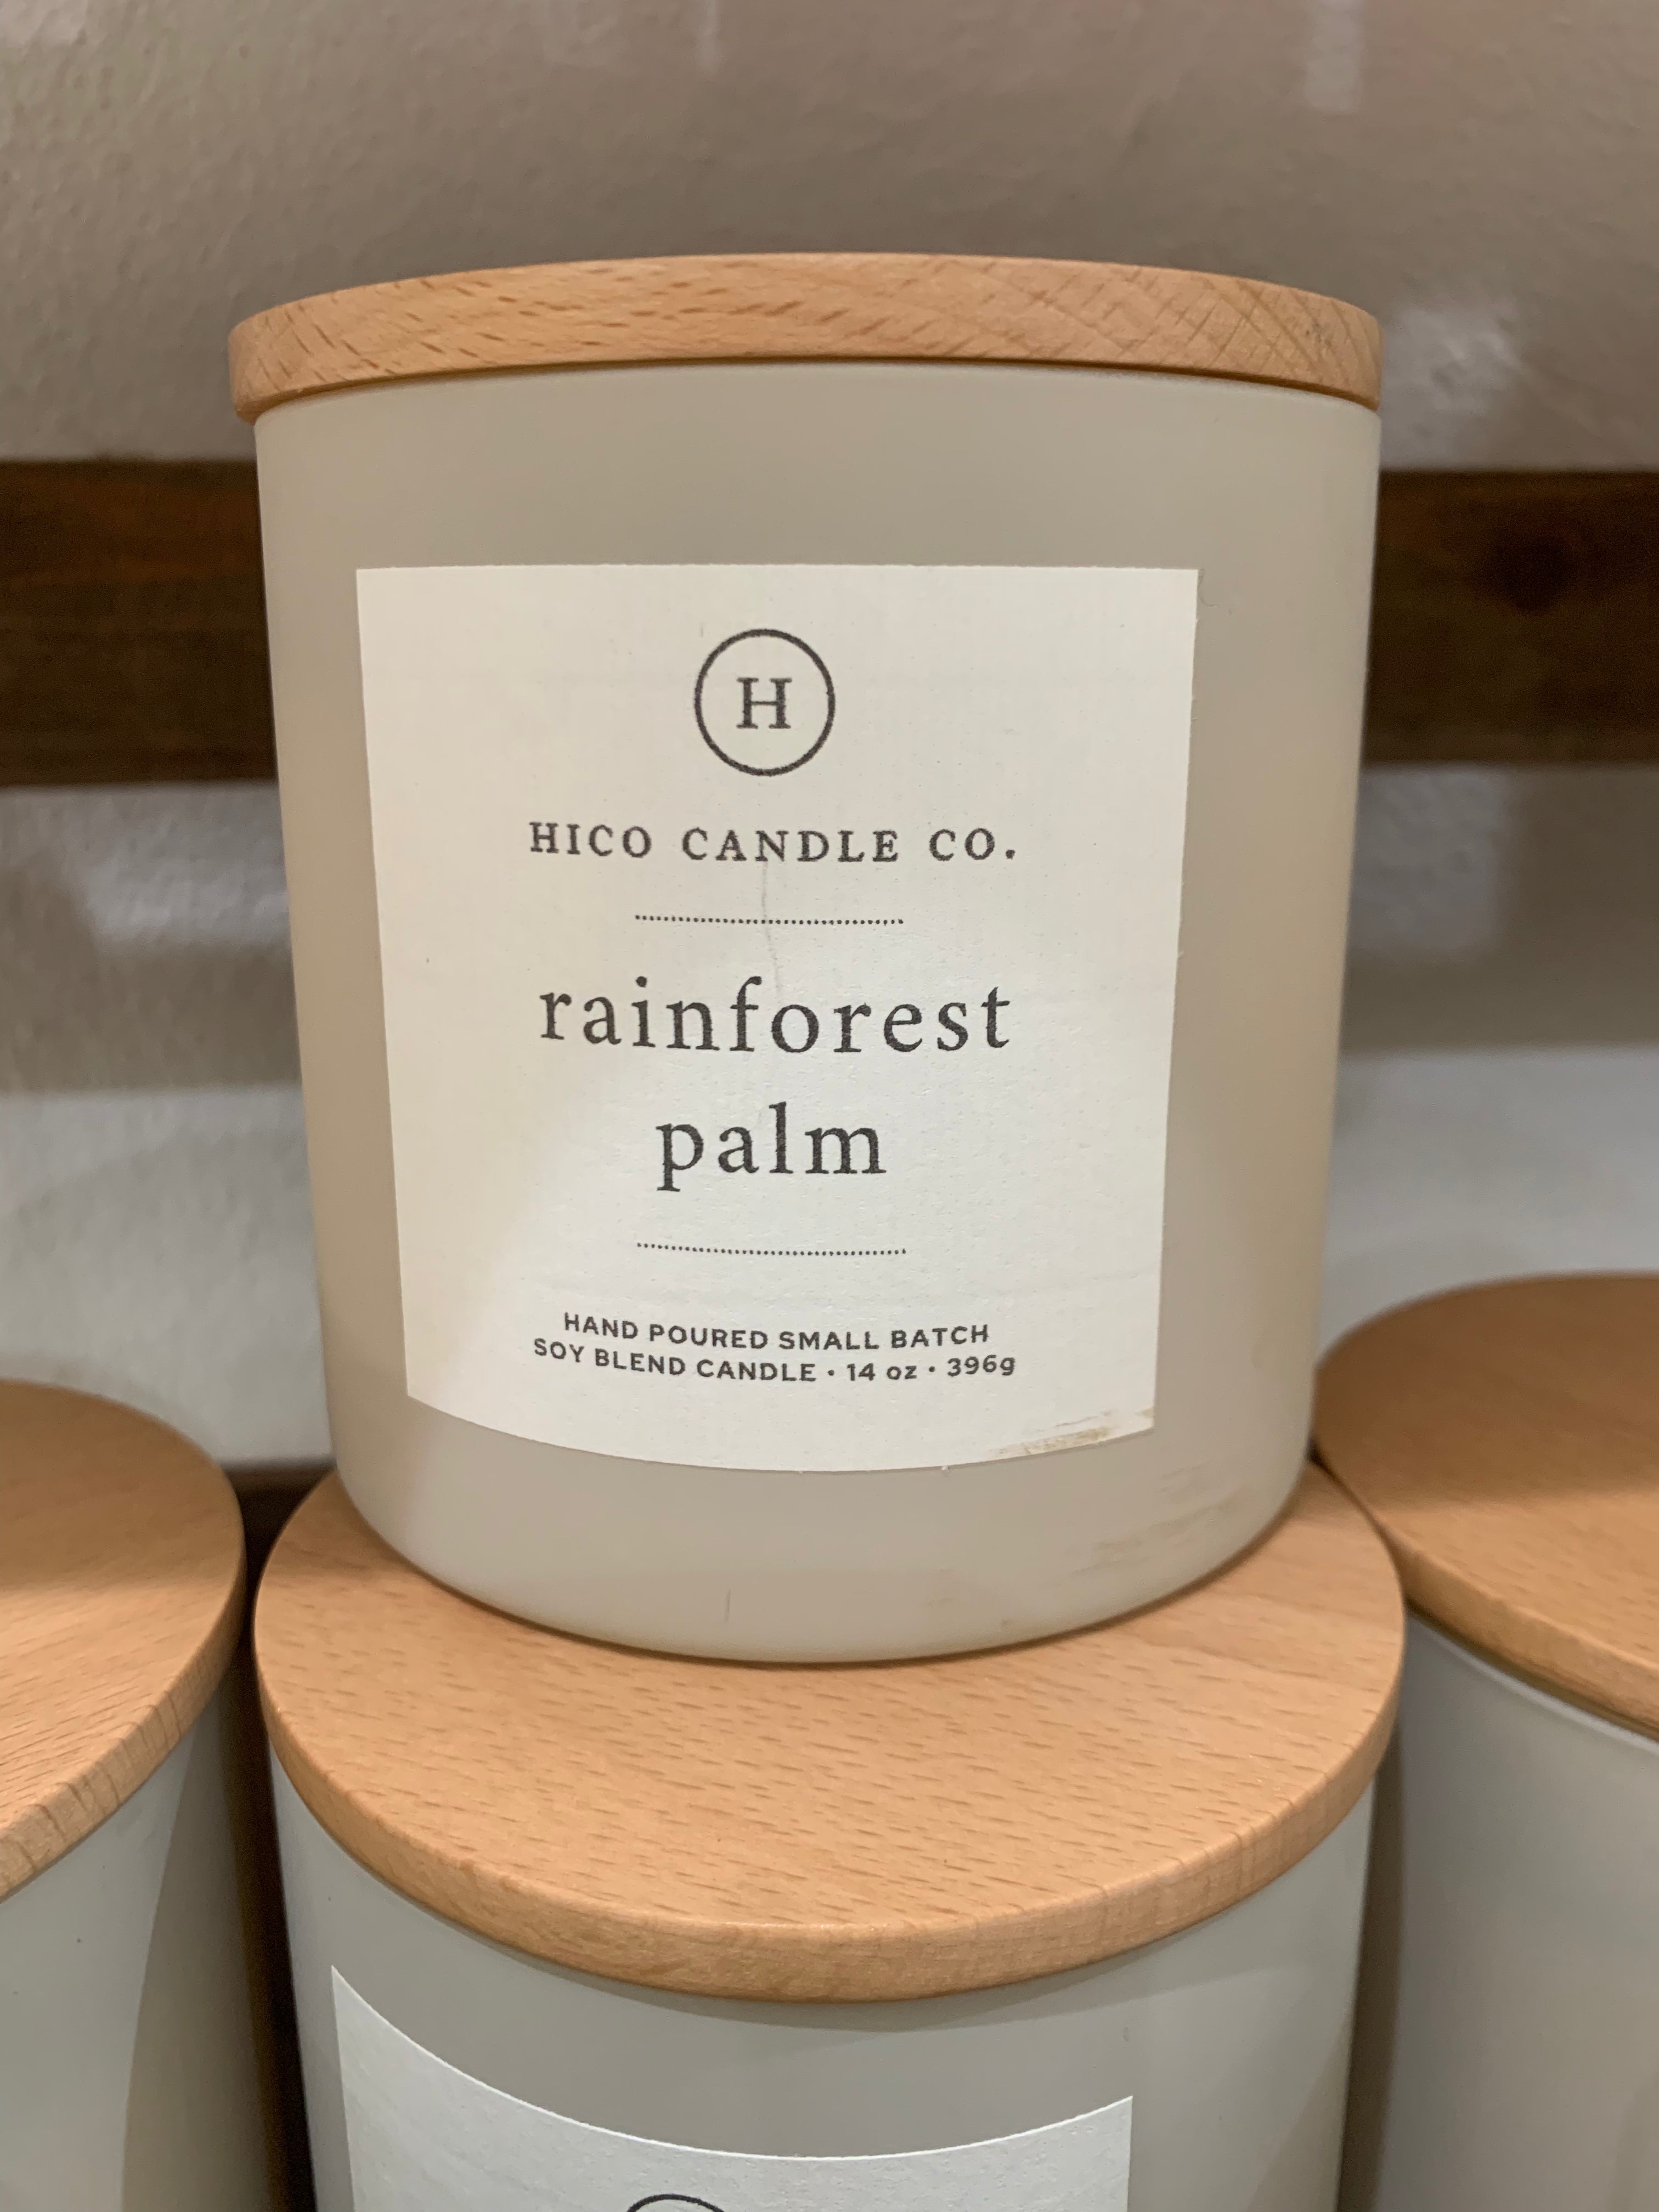 H
HICO CANDLE CO.
rainforest
palm
HAND POURED SMALL BATCH
SOY BLEND CANDLE • 14 oz • 396g